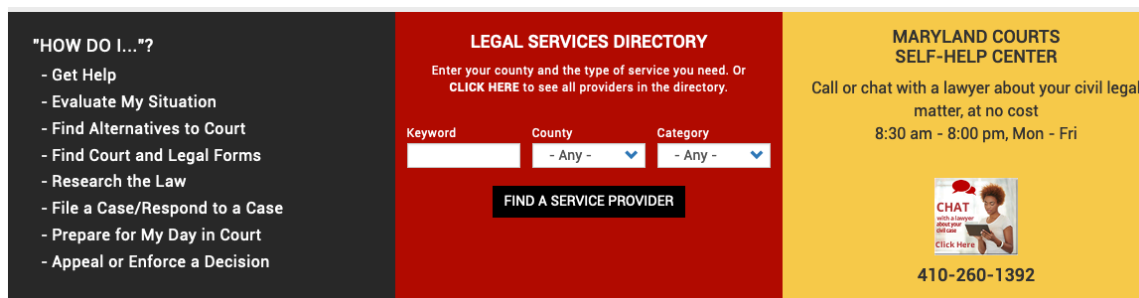 "HOW DO I..."?
- Get Help
- Evaluate My Situation
- Find Alternatives to Court
- Find Court and Legal Forms
- Research the Law
- File a Case/Respond to a Case
- Prepare for My Day in Court
- Appeal or Enforce a Decision
LEGAL SERVICES DIRECTORY
Enter your county and the type of service you need. Or
CLICK HERE to see all providers in the directory.
Keyword County Category
- Any - - Any -
FIND A SERVICE PROVIDER
MARYLAND COURTS
SELF-HELP CENTER
Call or chat with a lawyer about your civil legal
matter, at no cost
8:30 am - 8:00 pm, Mon - Fri
CHAT
with a lawyer
about your
civil case
Click Here
410-260-1392